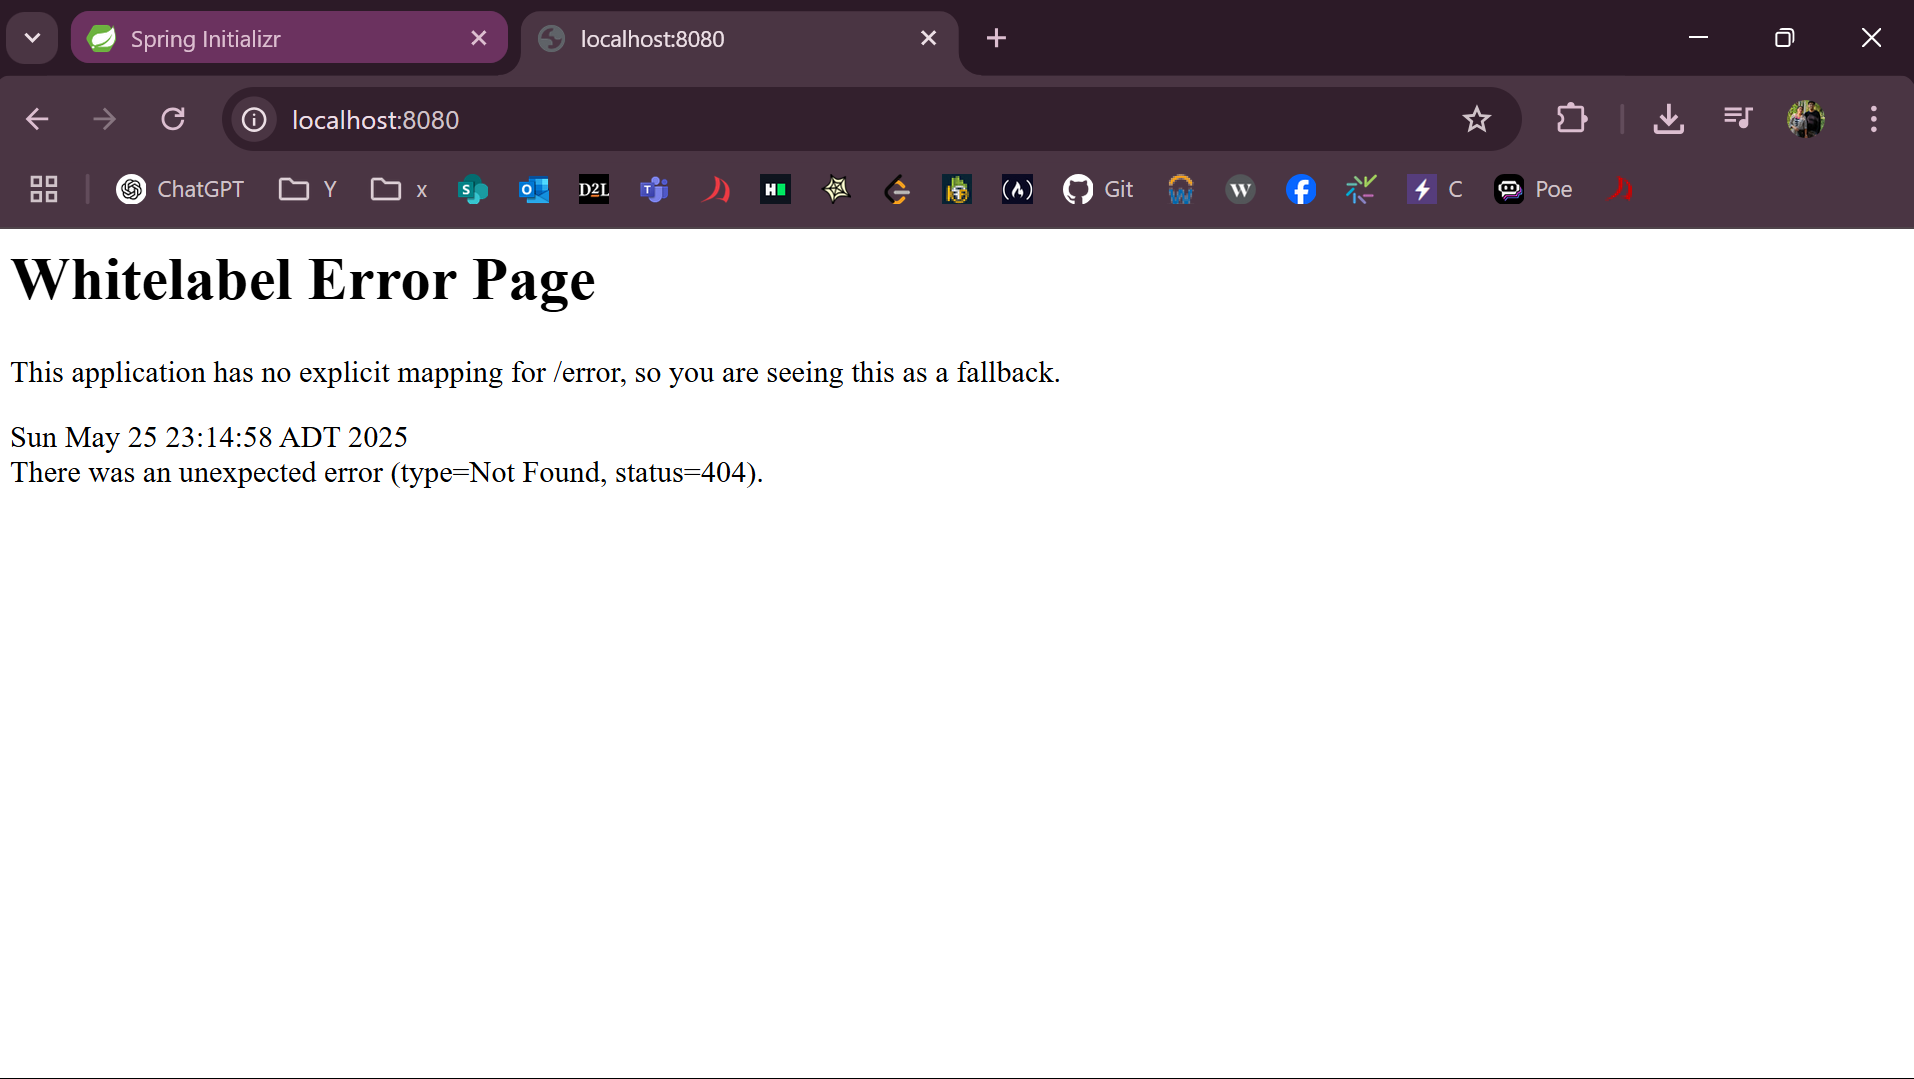 Spring Initializr
localhost:8080
localhost:8080
ChatGPT
Y
x
S
O
D2L
T
H
(A)
Git
W
W
f
C
Poe
Whitelabel Error Page
This application has no explicit mapping for /error, so you are seeing this as a fallback.
Sun May 25 23:14:58 ADT 2025
There was an unexpected error (type=Not Found, status=404).